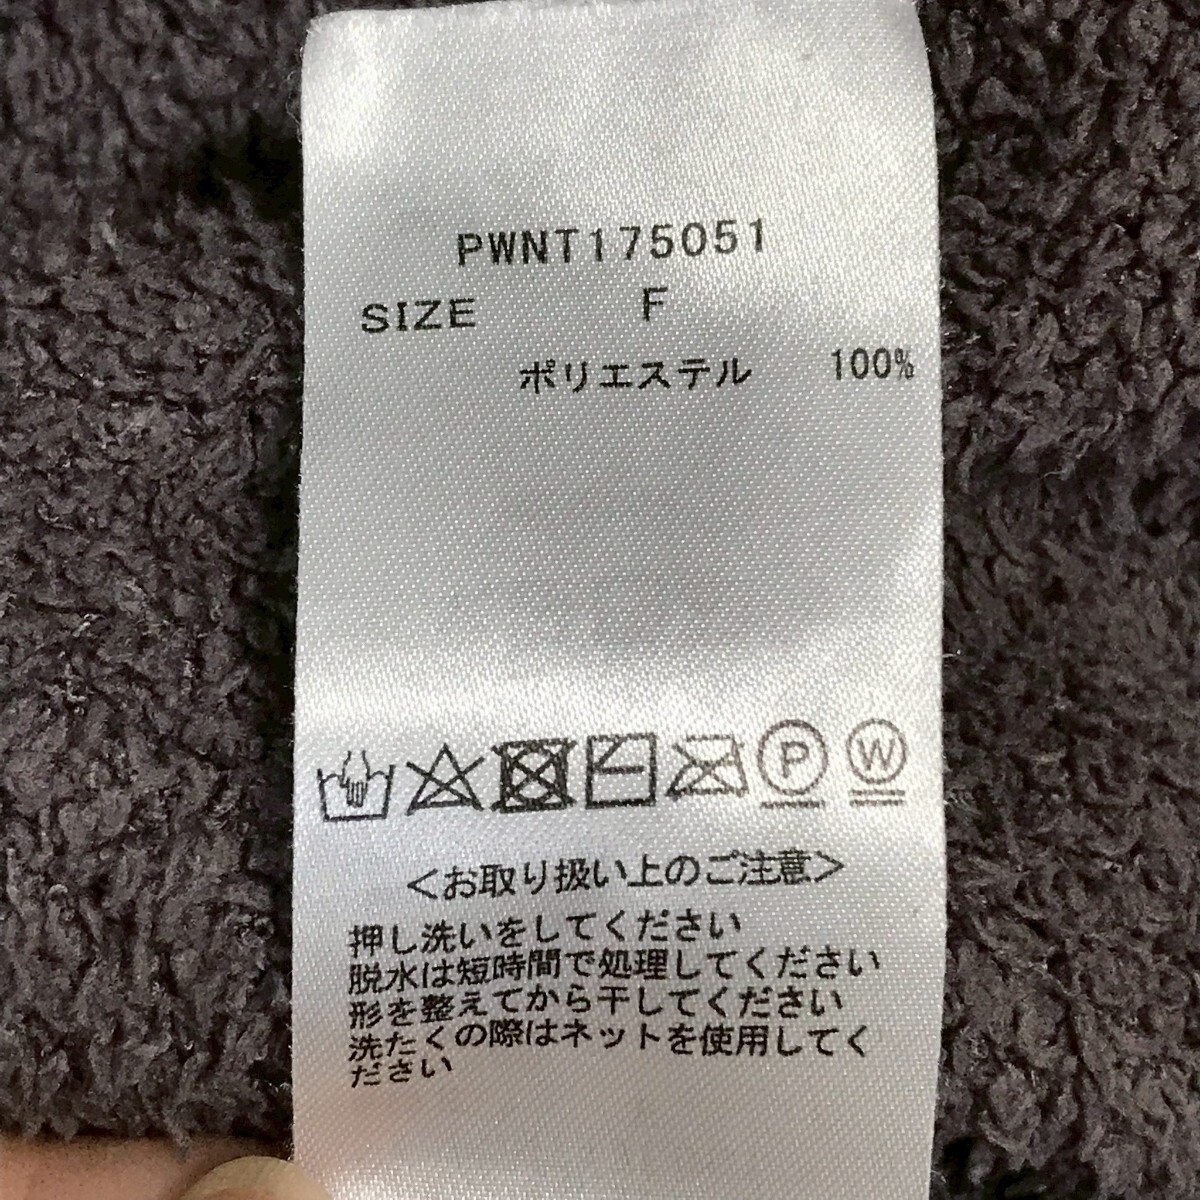 PWNT175051
SIZE F
ポリエステル 100%
P W
<お取り扱い上のご注意>
押し洗いをしてください
脱水は短時間で処理してください
形を整えてから干してください
洗たくの際はネットを使用してく
ださい